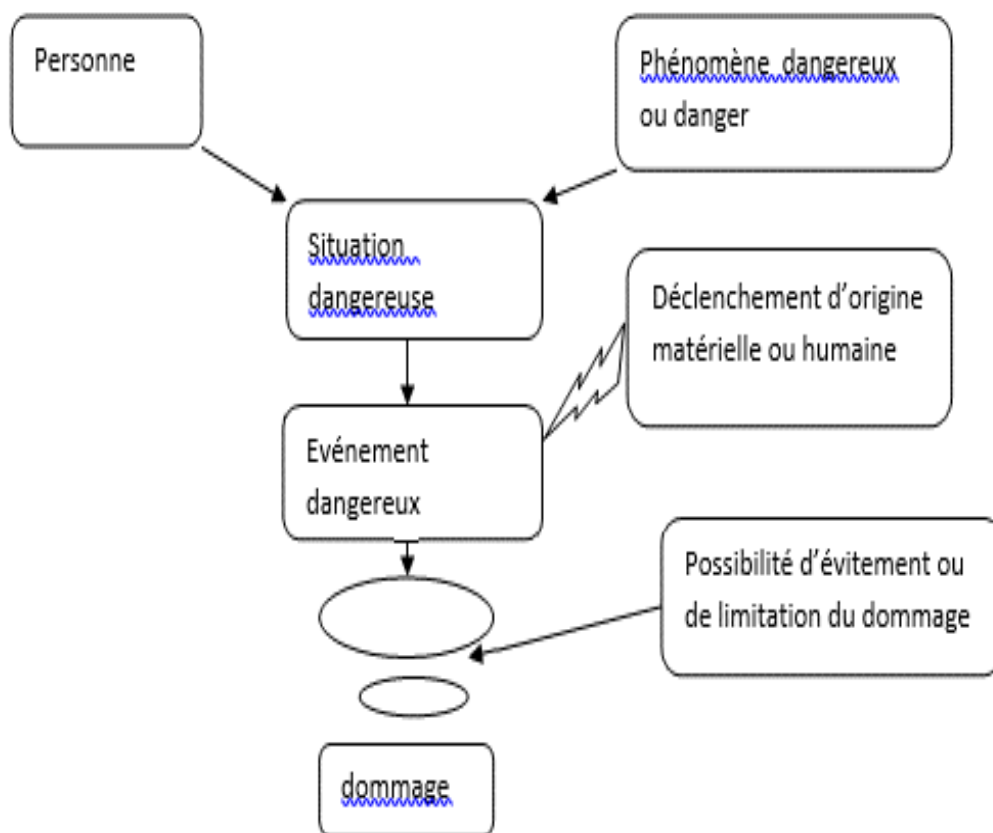 Personne
Phénomène dangereux
ou danger
Situation
dangereuse
Déclenchement d’origine
matérielle ou humaine
Evénement
dangereux
Possibilité d’évitement ou
de limitation du dommage
dommage